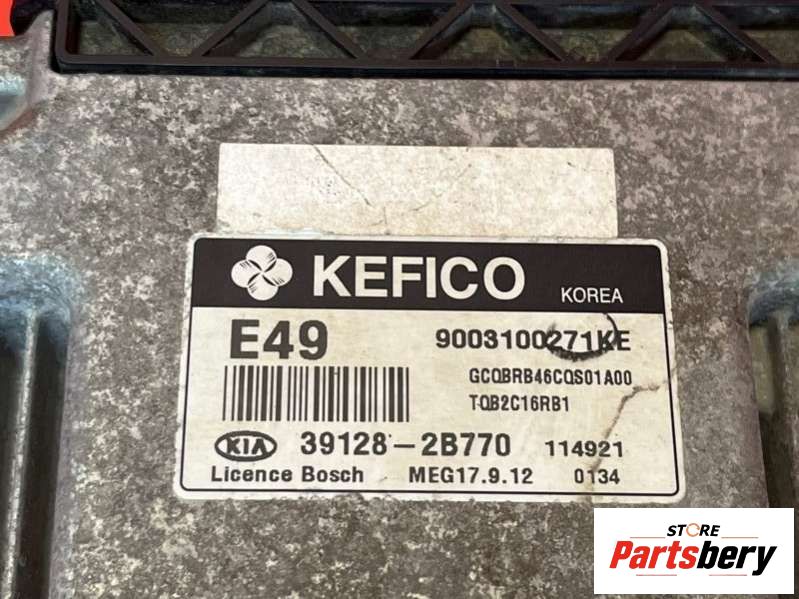 KEFICO KOREA
E49 9003100271KE
GCQBRB46CQS01A00
TQB2C16RB1
KIA 39128-2B770 114921
Licence Bosch MEG17.9.12 0134
STORE
Partsbery